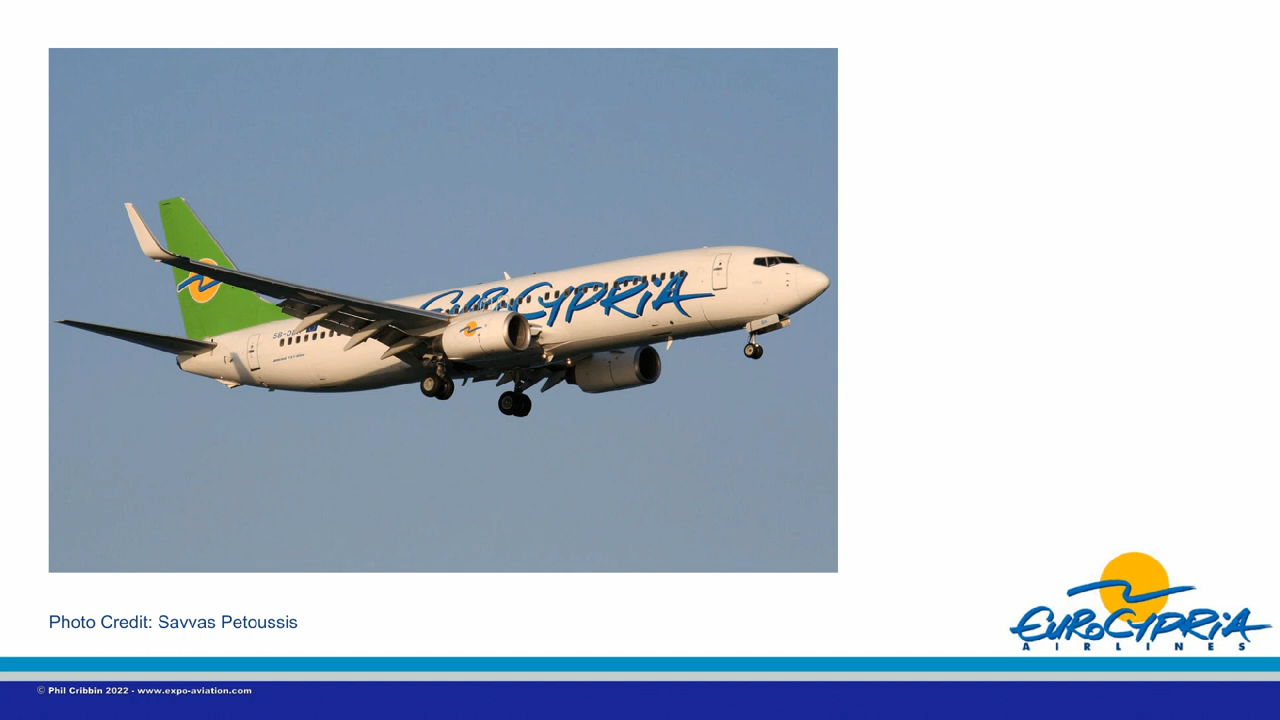 EUROCYPRIA
Photo Credit: Savvas Petoussis
EUROCYPRIA
AIRLINES
© Phil Cribbin 2022 - www.expo-aviation.com